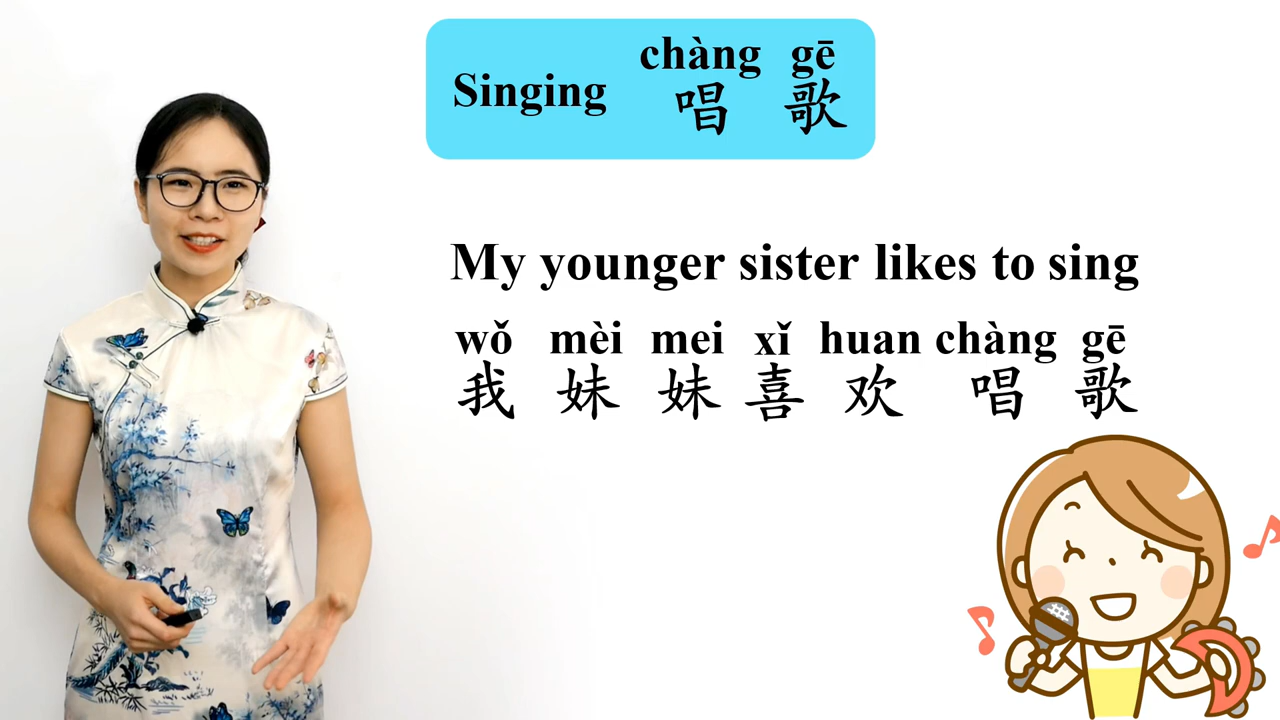 chàng gē
Singing 唱歌
My younger sister likes to sing
wǒ mèi mei xǐ huan chàng gē
我妹妹喜欢唱歌